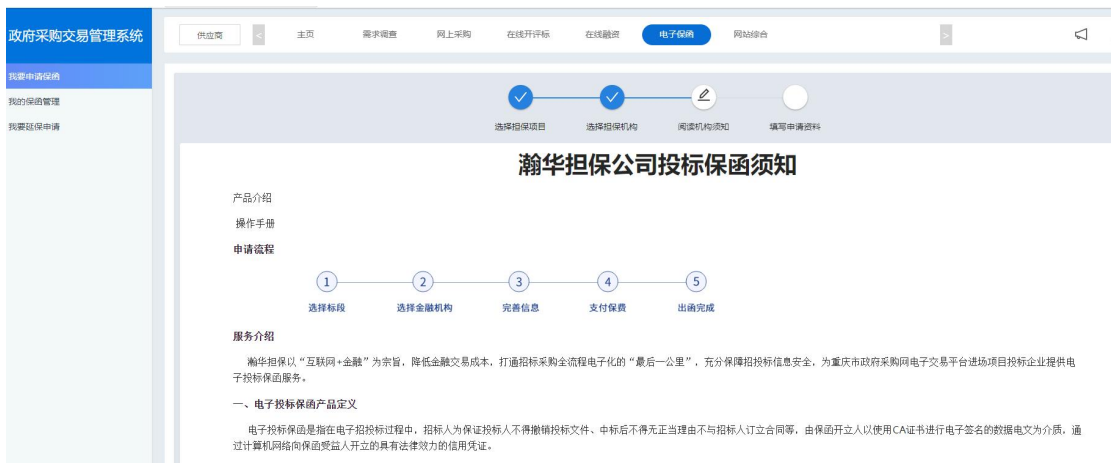 政府采购交易管理系统
供应商 < 主页 需求调查 网上采购 在线开评标 在线融资 电子保函 网站综合 >
我要申请保函
我的保函管理
我要延保申请
选择担保项目 选择担保机构 阅读机构须知 填写申请资料
瀚华担保公司投标保函须知
产品介绍
操作手册
申请流程
1 2 3 4 5
选择标段 选择金融机构 完善信息 支付保费 出函完成
服务介绍
瀚华担保以“互联网+金融”为宗旨，降低金融交易成本，打通招标采购全流程电子化的“最后一公里”，充分保障招投标信息安全，为重庆市政府采购网电子交易平台进场项目投标企业提供电
子投标保函服务。
一、电子投标保函产品定义
电子投标保函是指在电子招投标过程中，招标人为保证投标人不得撤销投标文件、中标后不得无正当理由不与招标人订立合同等，由保函开立人以使用CA证书进行电子签名的数据电文为介质，通
过计算机网络向保函受益人开立的具有法律效力的信用凭证。